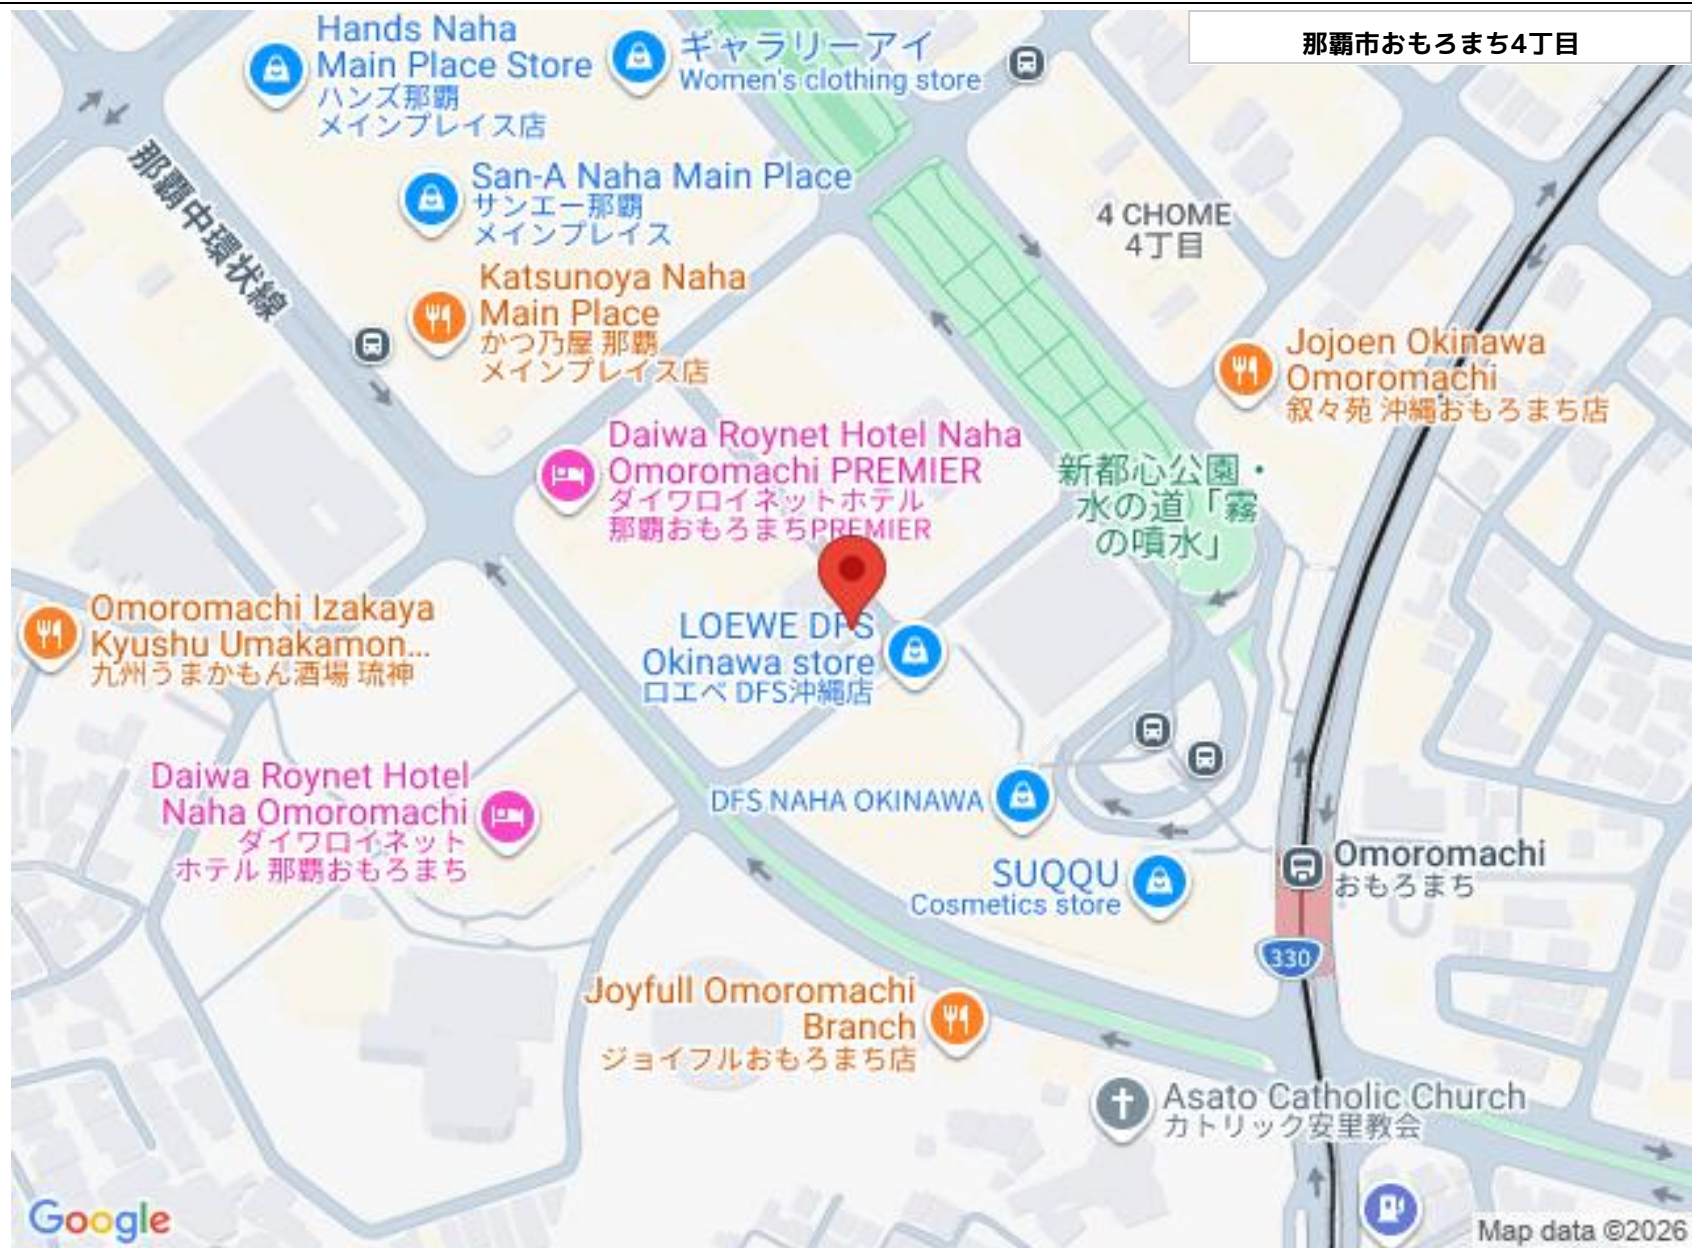 那覇市おもろまち4丁目
Hands Naha
Main Place Store
ハンズ那覇
メインプレイス店
ギャラリーアイ
Women's clothing store
那覇中環状線
San-A Naha Main Place
サンエー那覇
メインプレイス
4 CHOME
4丁目
Katsunoya Naha
Main Place
かつ乃屋 那覇
メインプレイス店
Jojoen Okinawa
Omoromachi
叙々苑 沖縄おもろまち店
Daiwa Roynet Hotel Naha
Omoromachi PREMIER
ダイワロイネットホテル
那覇おもろまちPREMIER
新都心公園・
水の道「霧
の噴水」
Omoromachi Izakaya
Kyushu Umakamon...
九州うまかもん酒場 琉神
LOEWE DFS
Okinawa store
ロエベ DFS沖縄店
Daiwa Roynet Hotel
Naha Omoromachi
ダイワロイネット
ホテル 那覇おもろまち
DFS NAHA OKINAWA
SUQQU
Cosmetics store
Omoromachi
おもろまち
330
Joyfull Omoromachi
Branch
ジョイフルおもろまち店
Asato Catholic Church
カトリック安里教会
Google
Map data ©2026